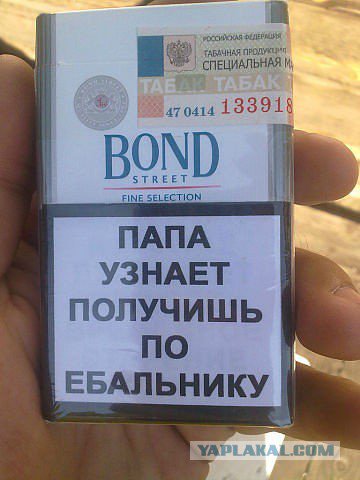 РОССИЙСКАЯ ФЕДЕРАЦИЯ
ТАБАЧНАЯ ПРОДУКЦИЯ
СПЕЦИАЛЬНАЯ М
ТАБАК ТАБАК
47 0414 133918
BOND
STREET
FINE SELECTION
ПАПА
УЗНАЕТ
ПОЛУЧИШЬ
ПО
ЕБАЛЬНИКУ
YAPLAKAL.COM